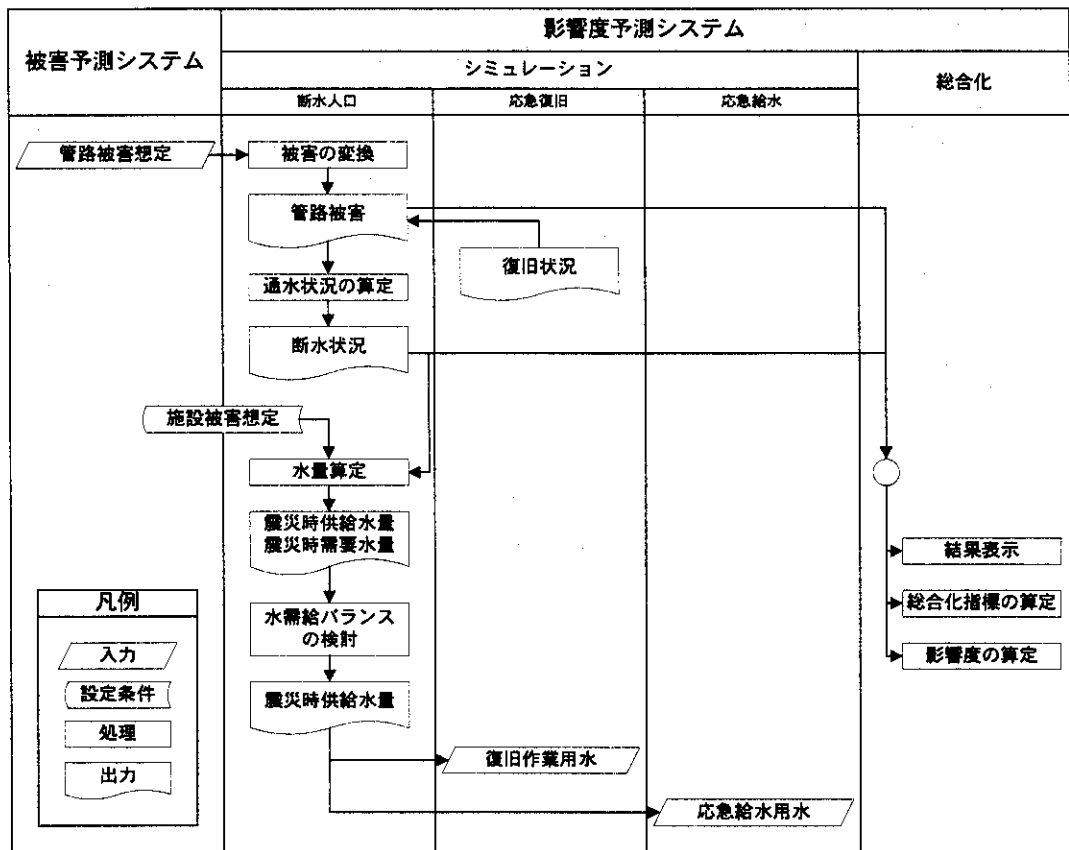 被害予測システム
影響度予測システム
シミュレーション
総合化
断水人口
応急復旧
応急給水
管路被害想定
被害の変換
管路被害
復旧状況
通水状況の算定
断水状況
施設被害想定
水量算定
震災時供給水量
震災時需要水量
水需給バランス
の検討
震災時供給水量
復旧作業用水
応急給水用水
結果表示
総合化指標の算定
影響度の算定
凡例
入力
設定条件
処理
出力